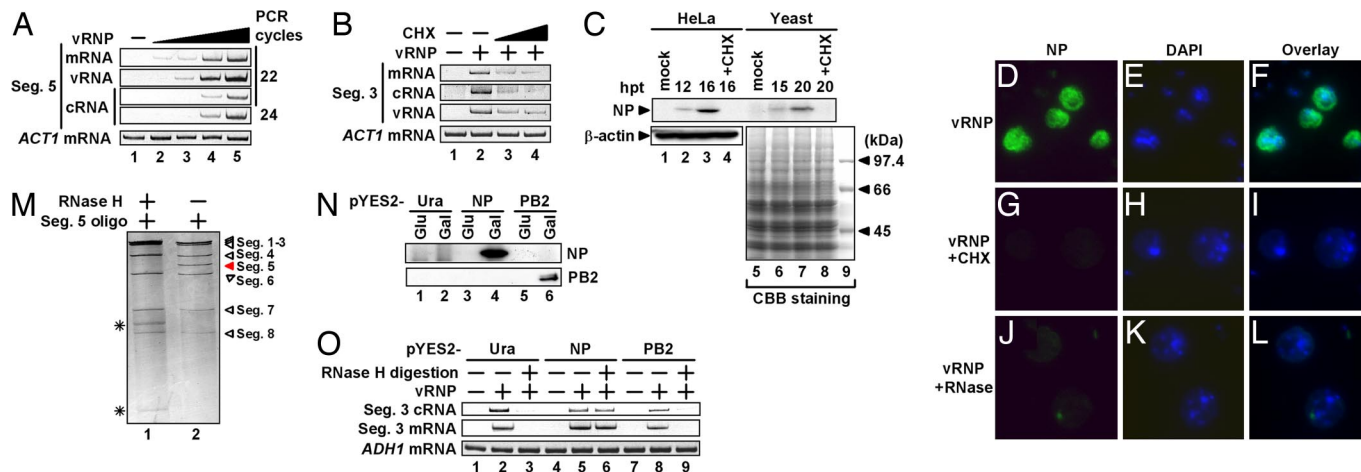 A
vRNP − PCR cycles
Seg. 5
mRNA
vRNA 22
cRNA
24
ACT1 mRNA
1 2 3 4 5
B
CHX − −
vRNP − + + +
Seg. 3
mRNA
cRNA
vRNA
ACT1 mRNA
1 2 3 4
C
HeLa Yeast
mock 12 16 16 +CHX mock 15 20 20 +CHX
hpt
NP
β-actin
1 2 3 4
(kDa)
97.4
66
45
5 6 7 8 9
CBB staining
NP DAPI Overlay
D E F
vRNP
G H I
vRNP +CHX
J K L
vRNP +RNase
M
RNase H + −
Seg. 5 oligo + +
Seg. 1-3
Seg. 4
Seg. 5
Seg. 6
Seg. 7
*
Seg. 8
*
1 2
N
pYES2- Ura NP PB2
Glu Gal Glu Gal Glu Gal
NP
PB2
1 2 3 4 5 6
O
pYES2- Ura NP PB2
RNase H digestion − − + − − + − − +
vRNP − + + − + + − + +
Seg. 3 cRNA
Seg. 3 mRNA
ADH1 mRNA
1 2 3 4 5 6 7 8 9